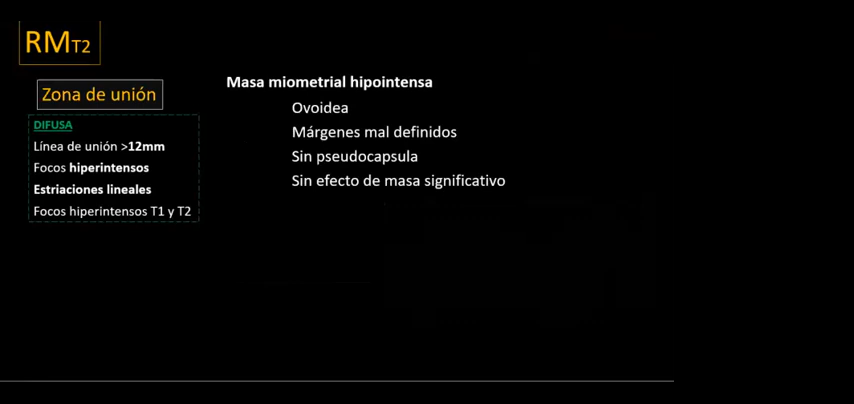 RMT2
Zona de unión
DIFUSA
Línea de unión >12mm
Focos hiperintensos
Estriaciones lineales
Focos hiperintensos T1 y T2
Masa miometrial hipointensa
Ovoidea
Márgenes mal definidos
Sin pseudocapsula
Sin efecto de masa significativo